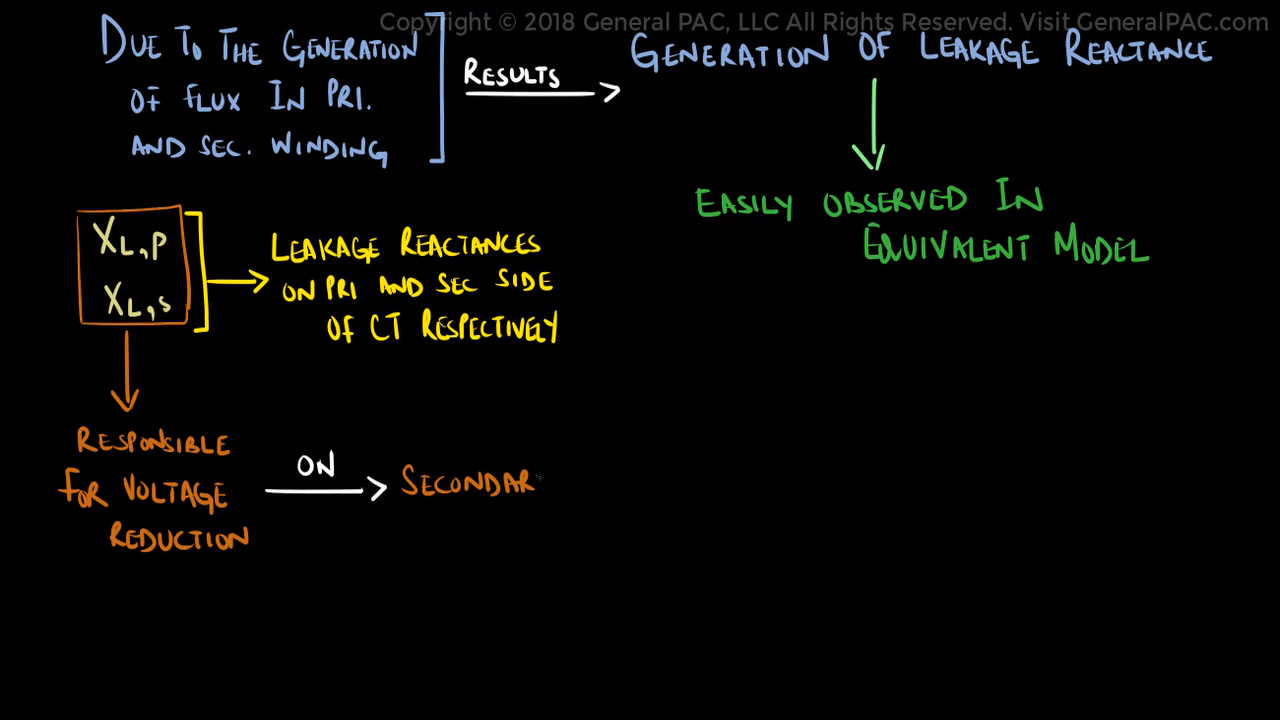 Copyright © 2018 General PAC, LLC All Rights Reserved. Visit GeneralPAC.com
DUE TO THE GENERATION
OF FLUX IN PRI.
AND SEC. WINDING
RESULTS
GENERATION OF LEAKAGE REACTANCE
EASILY OBSERVED IN
EQUIVALENT MODEL
XL,P
XL,S
LEAKAGE REACTANCES
ON PRI AND SEC SIDE
OF CT RESPECTIVELY
RESPONSIBLE
FOR VOLTAGE
REDUCTION
ON
SECONDAR